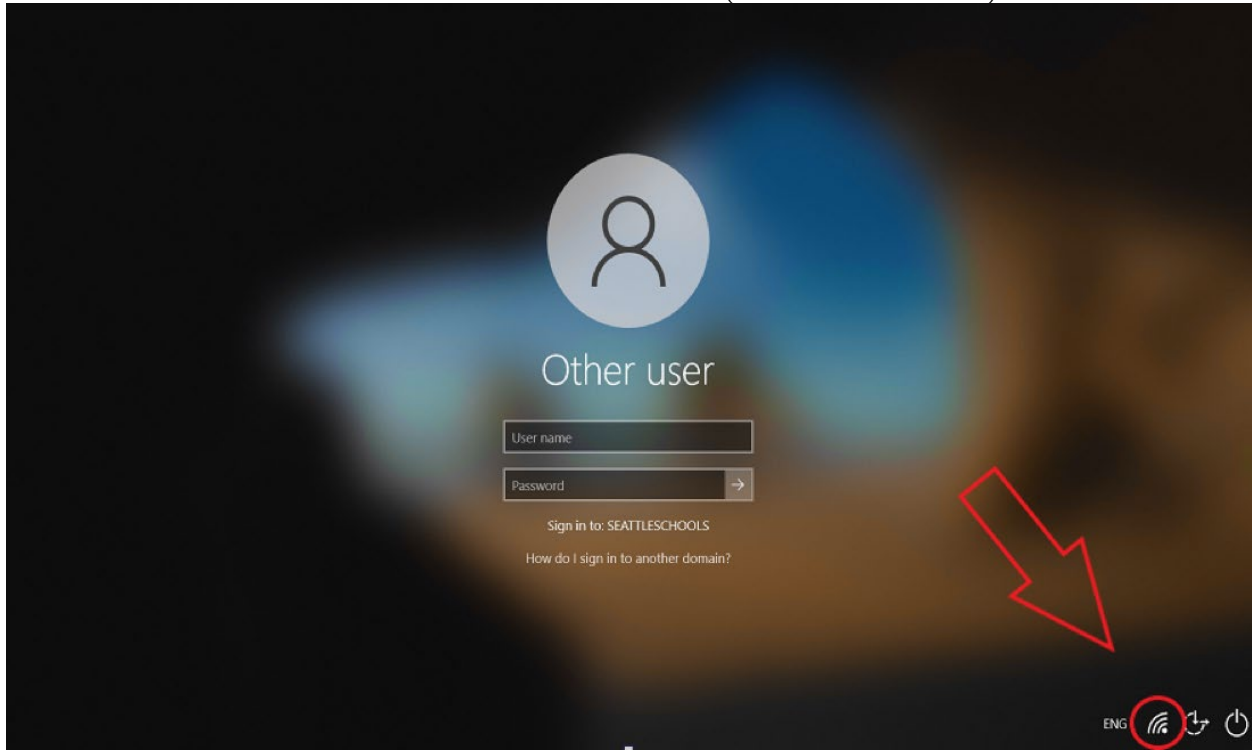 Other user
User name
Password
Sign in to: SEATTLESCHOOLS
How do I sign in to another domain?
ENG